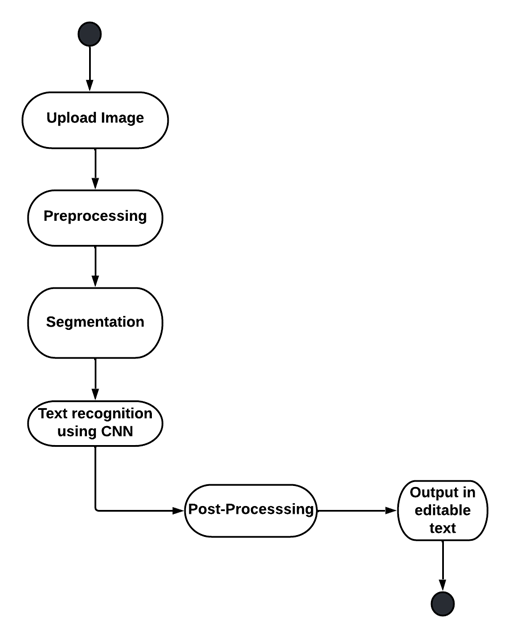 Upload Image
Preprocessing
Segmentation
Text recognition
using CNN
Post-Processsing
Output in
editable
text